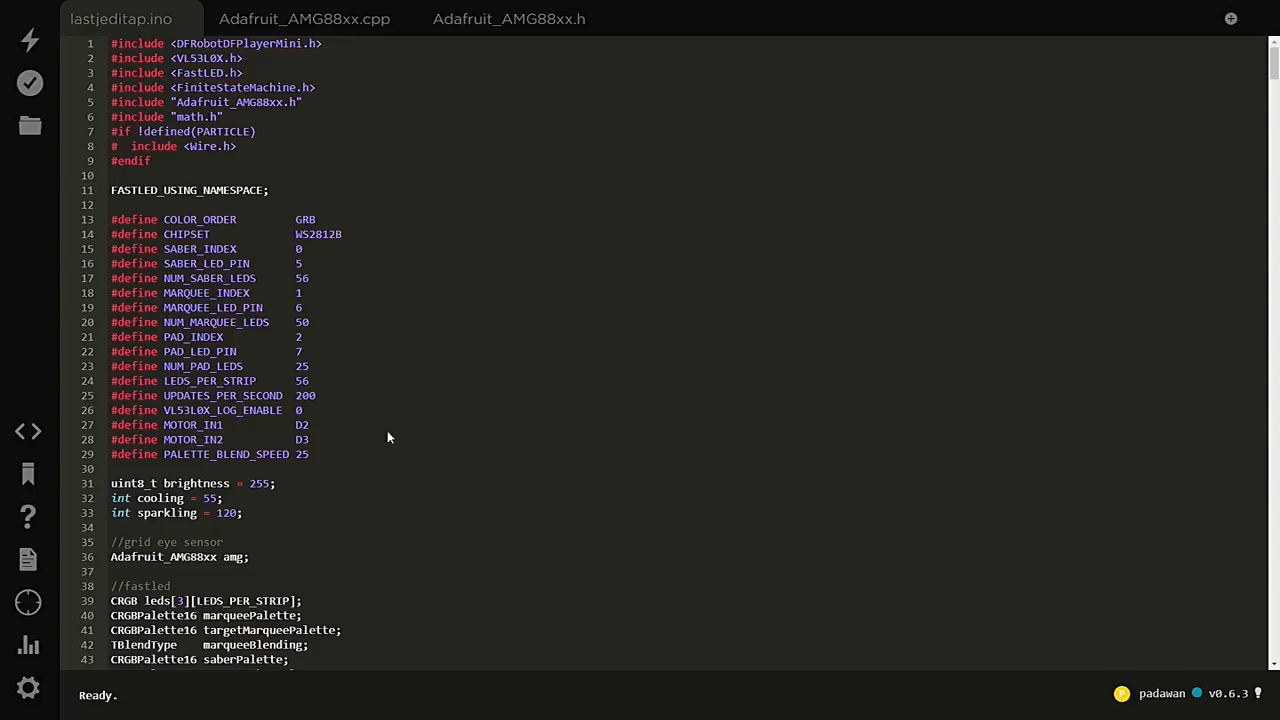 lastjeditap.ino
Adafruit_AMG88xx.cpp
Adafruit_AMG88xx.h
1 #include <DFRobotDFPlayerMini.h>
2 #include <VL53L0X.h>
3 #include <FastLED.h>
4 #include <FiniteStateMachine.h>
5 #include "Adafruit_AMG88xx.h"
6 #include "math.h"
7 #if !defined(PARTICLE)
8 #  include <Wire.h>
9 #endif
10
11 FASTLED_USING_NAMESPACE;
12
13 #define COLOR_ORDER         GRB
14 #define CHIPSET             WS2812B
15 #define SABER_INDEX         0
16 #define SABER_LED_PIN       5
17 #define NUM_SABER_LEDS      56
18 #define MARQUEE_INDEX       1
19 #define MARQUEE_LED_PIN     6
20 #define NUM_MARQUEE_LEDS    50
21 #define PAD_INDEX           2
22 #define PAD_LED_PIN         7
23 #define NUM_PAD_LEDS        25
24 #define LEDS_PER_STRIP      56
25 #define UPDATES_PER_SECOND  200
26 #define VL53L0X_LOG_ENABLE  0
27 #define MOTOR_IN1           D2
28 #define MOTOR_IN2           D3
29 #define PALETTE_BLEND_SPEED 25
30
31 uint8_t brightness = 255;
32 int cooling = 55;
33 int sparkling = 120;
34
35 //grid eye sensor
36 Adafruit_AMG88xx amg;
37
38 //fastled
39 CRGB leds[3][LEDS_PER_STRIP];
40 CRGBPalette16 marqueePalette;
41 CRGBPalette16 targetMarqueePalette;
42 TBlendType    marqueeBlending;
43 CRGBPalette16 saberPalette;
Ready.
P padawan v0.6.3